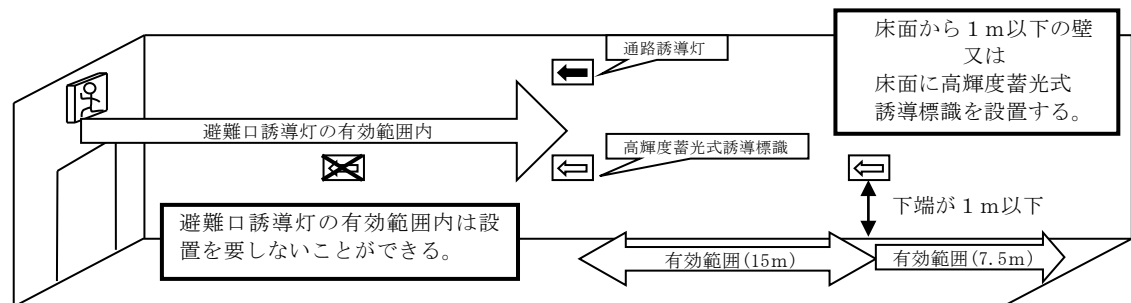 床面から１ｍ以下の壁
又は
床面に高輝度蓄光式
誘導標識を設置する。
通路誘導灯
避難口誘導灯の有効範囲内
高輝度蓄光式誘導標識
下端が１ｍ以下
避難口誘導灯の有効範囲内は設
置を要しないことができる。
有効範囲(15m)
有効範囲(7.5m)